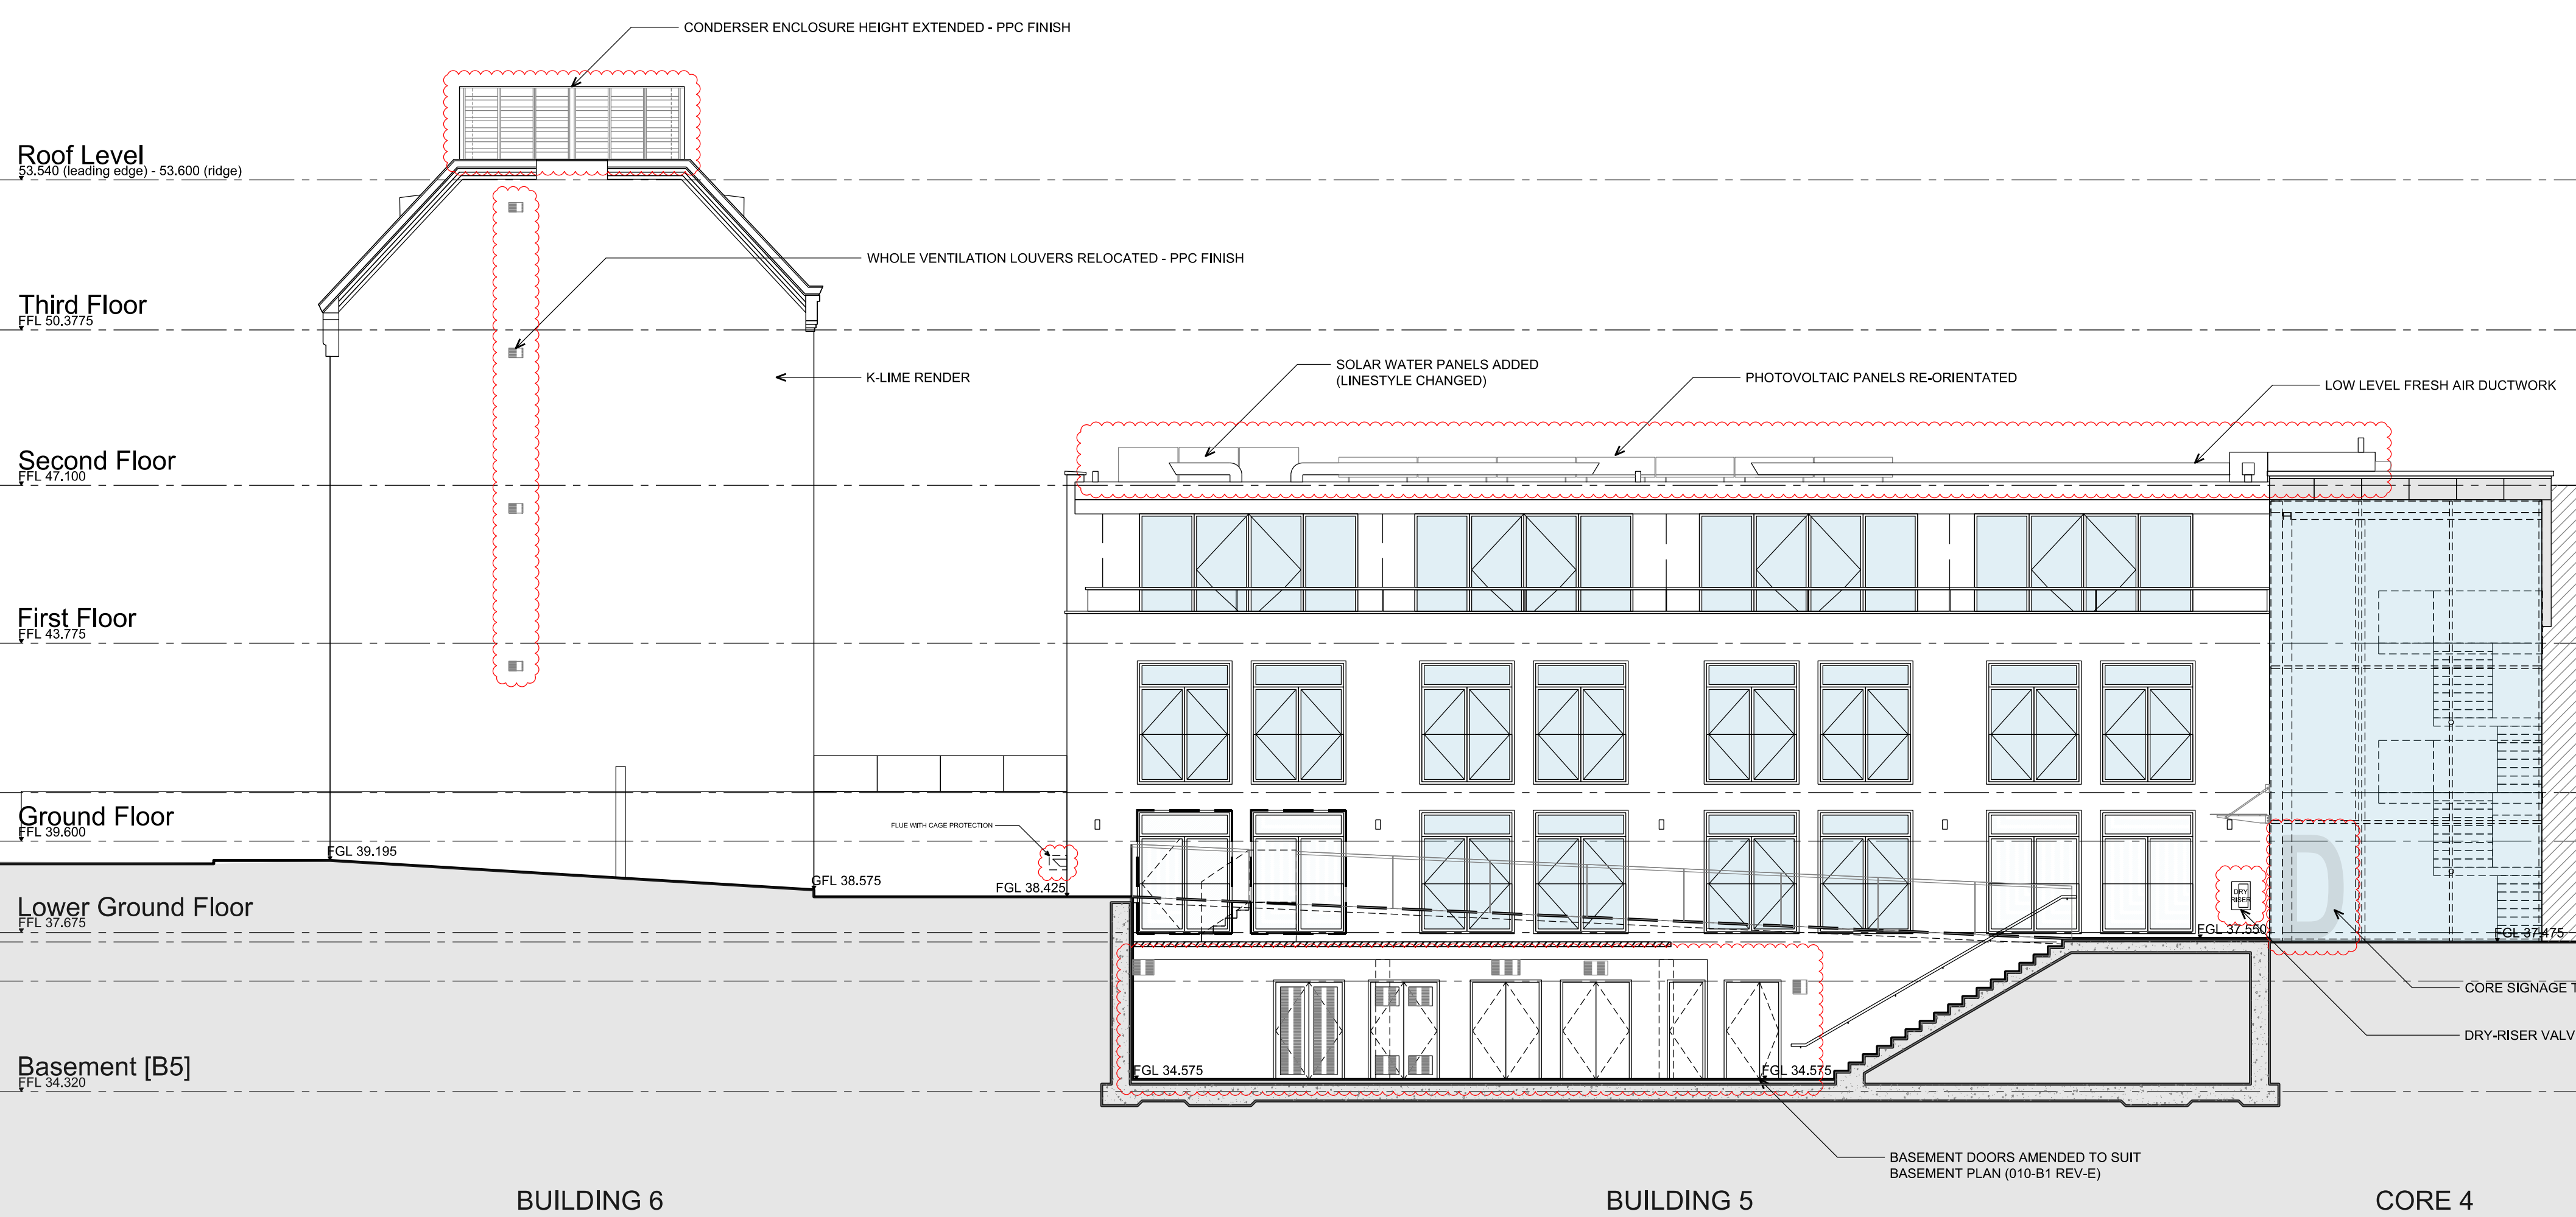 CONDERSER ENCLOSURE HEIGHT EXTENDED - PPC FINISH
Roof Level
53.540 (leading edge) - 53.600 (ridge)
WHOLE VENTILATION LOUVERS RELOCATED - PPC FINISH
Third Floor
FFL 50.3775
SOLAR WATER PANELS ADDED
(LINESTYLE CHANGED)
PHOTOVOLTAIC PANELS RE-ORIENTATED
K-LIME RENDER
LOW LEVEL FRESH AIR DUCTWORK
Second Floor
FFL 47.100
First Floor
FFL 43.775
Ground Floor
FFL 39.600
FLUE WITH CAGE PROTECTION
FGL 39.195
GFL 38.575
FGL 38.425
D
DRY
RISER
Lower Ground Floor
FFL 37.675
FGL 37.550
FGL 37.475
CORE SIGNAGE T
DRY-RISER VALV
Basement [B5]
FFL 34.320
FGL 34.575
FGL 34.575
BASEMENT DOORS AMENDED TO SUIT
BASEMENT PLAN (010-B1 REV-E)
BUILDING 6
BUILDING 5
CORE 4